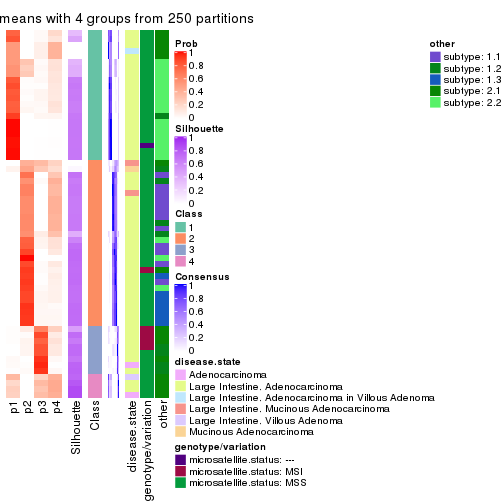 means with 4 groups from 250 partitions
Prob
1
0.8
0.6
0.4
0.2
0
Silhouette
1
0.8
0.6
0.4
0.2
0
Class
1
2
3
4
Consensus
1
0.8
0.6
0.4
0.2
0
disease.state
Adenocarcinoma
Large Intestine. Adenocarcinoma
Large Intestine. Adenocarcinoma in Villous Adenoma
Large Intestine. Mucinous Adenocarcinoma
Large Intestine. Villous Adenoma
Mucinous Adenocarcinoma
genotype/variation
microsatellite.status: ---
microsatellite.status: MSI
microsatellite.status: MSS
other
subtype: 1.1
subtype: 1.2
subtype: 1.3
subtype: 2.1
subtype: 2.2
p1
p2
p3
p4
Silhouette
Class
disease.state
genotype/variation
other